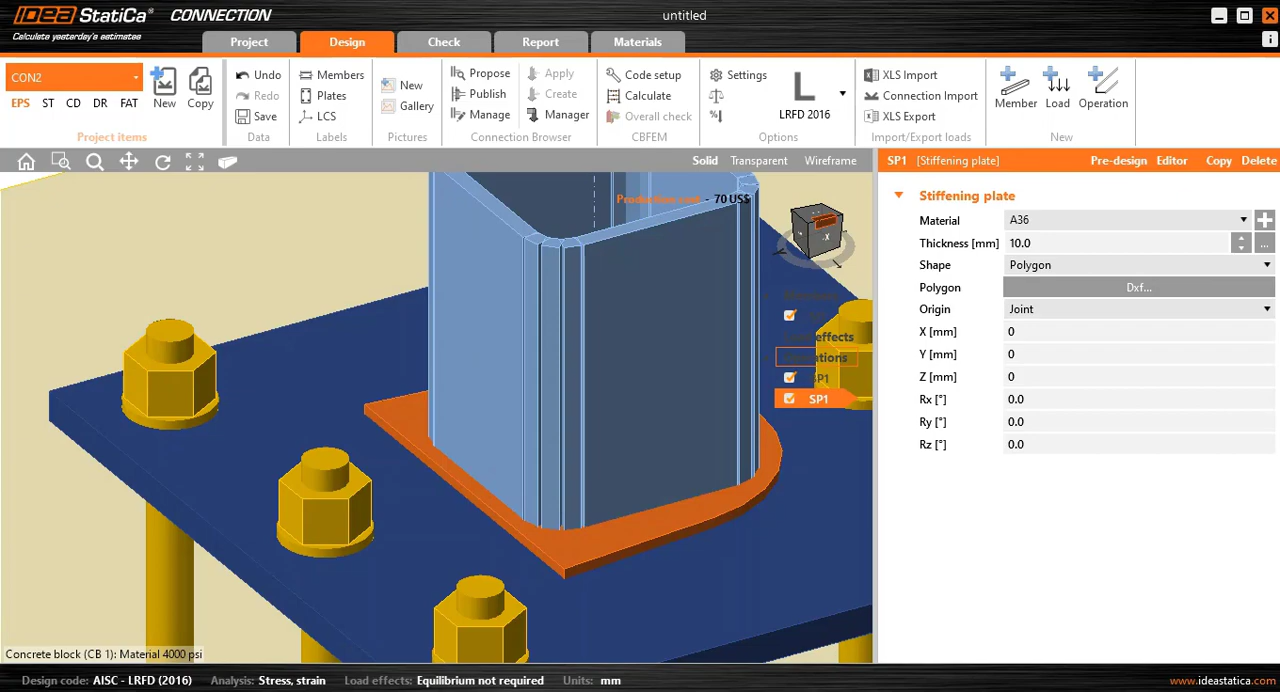 IDEA StatiCa® CONNECTION
Calculate yesterday's estimates
untitled
Project Design Check Report Materials
CON2
EPS ST CD DR FAT
New Copy
Project items
Undo
Redo
Save
Data
Members
Plates
LCS
Labels
New
Gallery
Pictures
Propose
Publish
Manage
Apply
Create
Manager
Connection Browser
Code setup
Calculate
Overall check
CBFEM
Settings
LRFD 2016
Options
XLS Import
Connection Import
XLS Export
Import/Export loads
Member Load Operation
New
Solid Transparent Wireframe
SP1 [Stiffening plate] Pre-design Editor Copy Delete
- 70 US$
-X
effects
SP1
SP1
Stiffening plate
Material A36
Thickness [mm] 10.0 ...
Shape Polygon
Polygon Dxf...
Origin Joint
X [mm] 0
Y [mm] 0
Z [mm] 0
Rx [°] 0.0
Ry [°] 0.0
Rz [°] 0.0
Concrete block (CB 1): Material 4000 psi
Design code: AISC - LRFD (2016) Analysis: Stress, strain Load effects: Equilibrium not required Units: mm
www.ideastatica.com